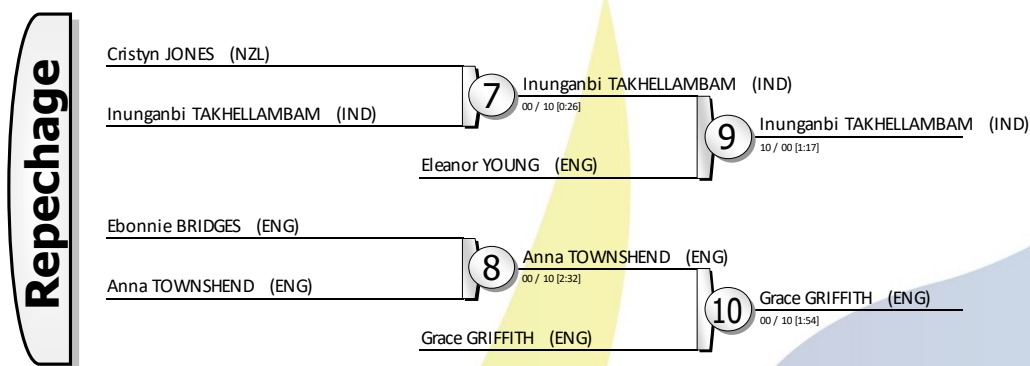 Repechage
Cristyn JONES (NZL)
Inunganbi TAKHELLAMBAM (IND)
7
Inunganbi TAKHELLAMBAM (IND)
00 / 10 [0:26]
Eleanor YOUNG (ENG)
9
Inunganbi TAKHELLAMBAM (IND)
10 / 00 [1:17]
Ebonnie BRIDGES (ENG)
Anna TOWNSHEND (ENG)
8
Anna TOWNSHEND (ENG)
00 / 10 [2:32]
Grace GRIFFITH (ENG)
10
Grace GRIFFITH (ENG)
00 / 10 [1:54]